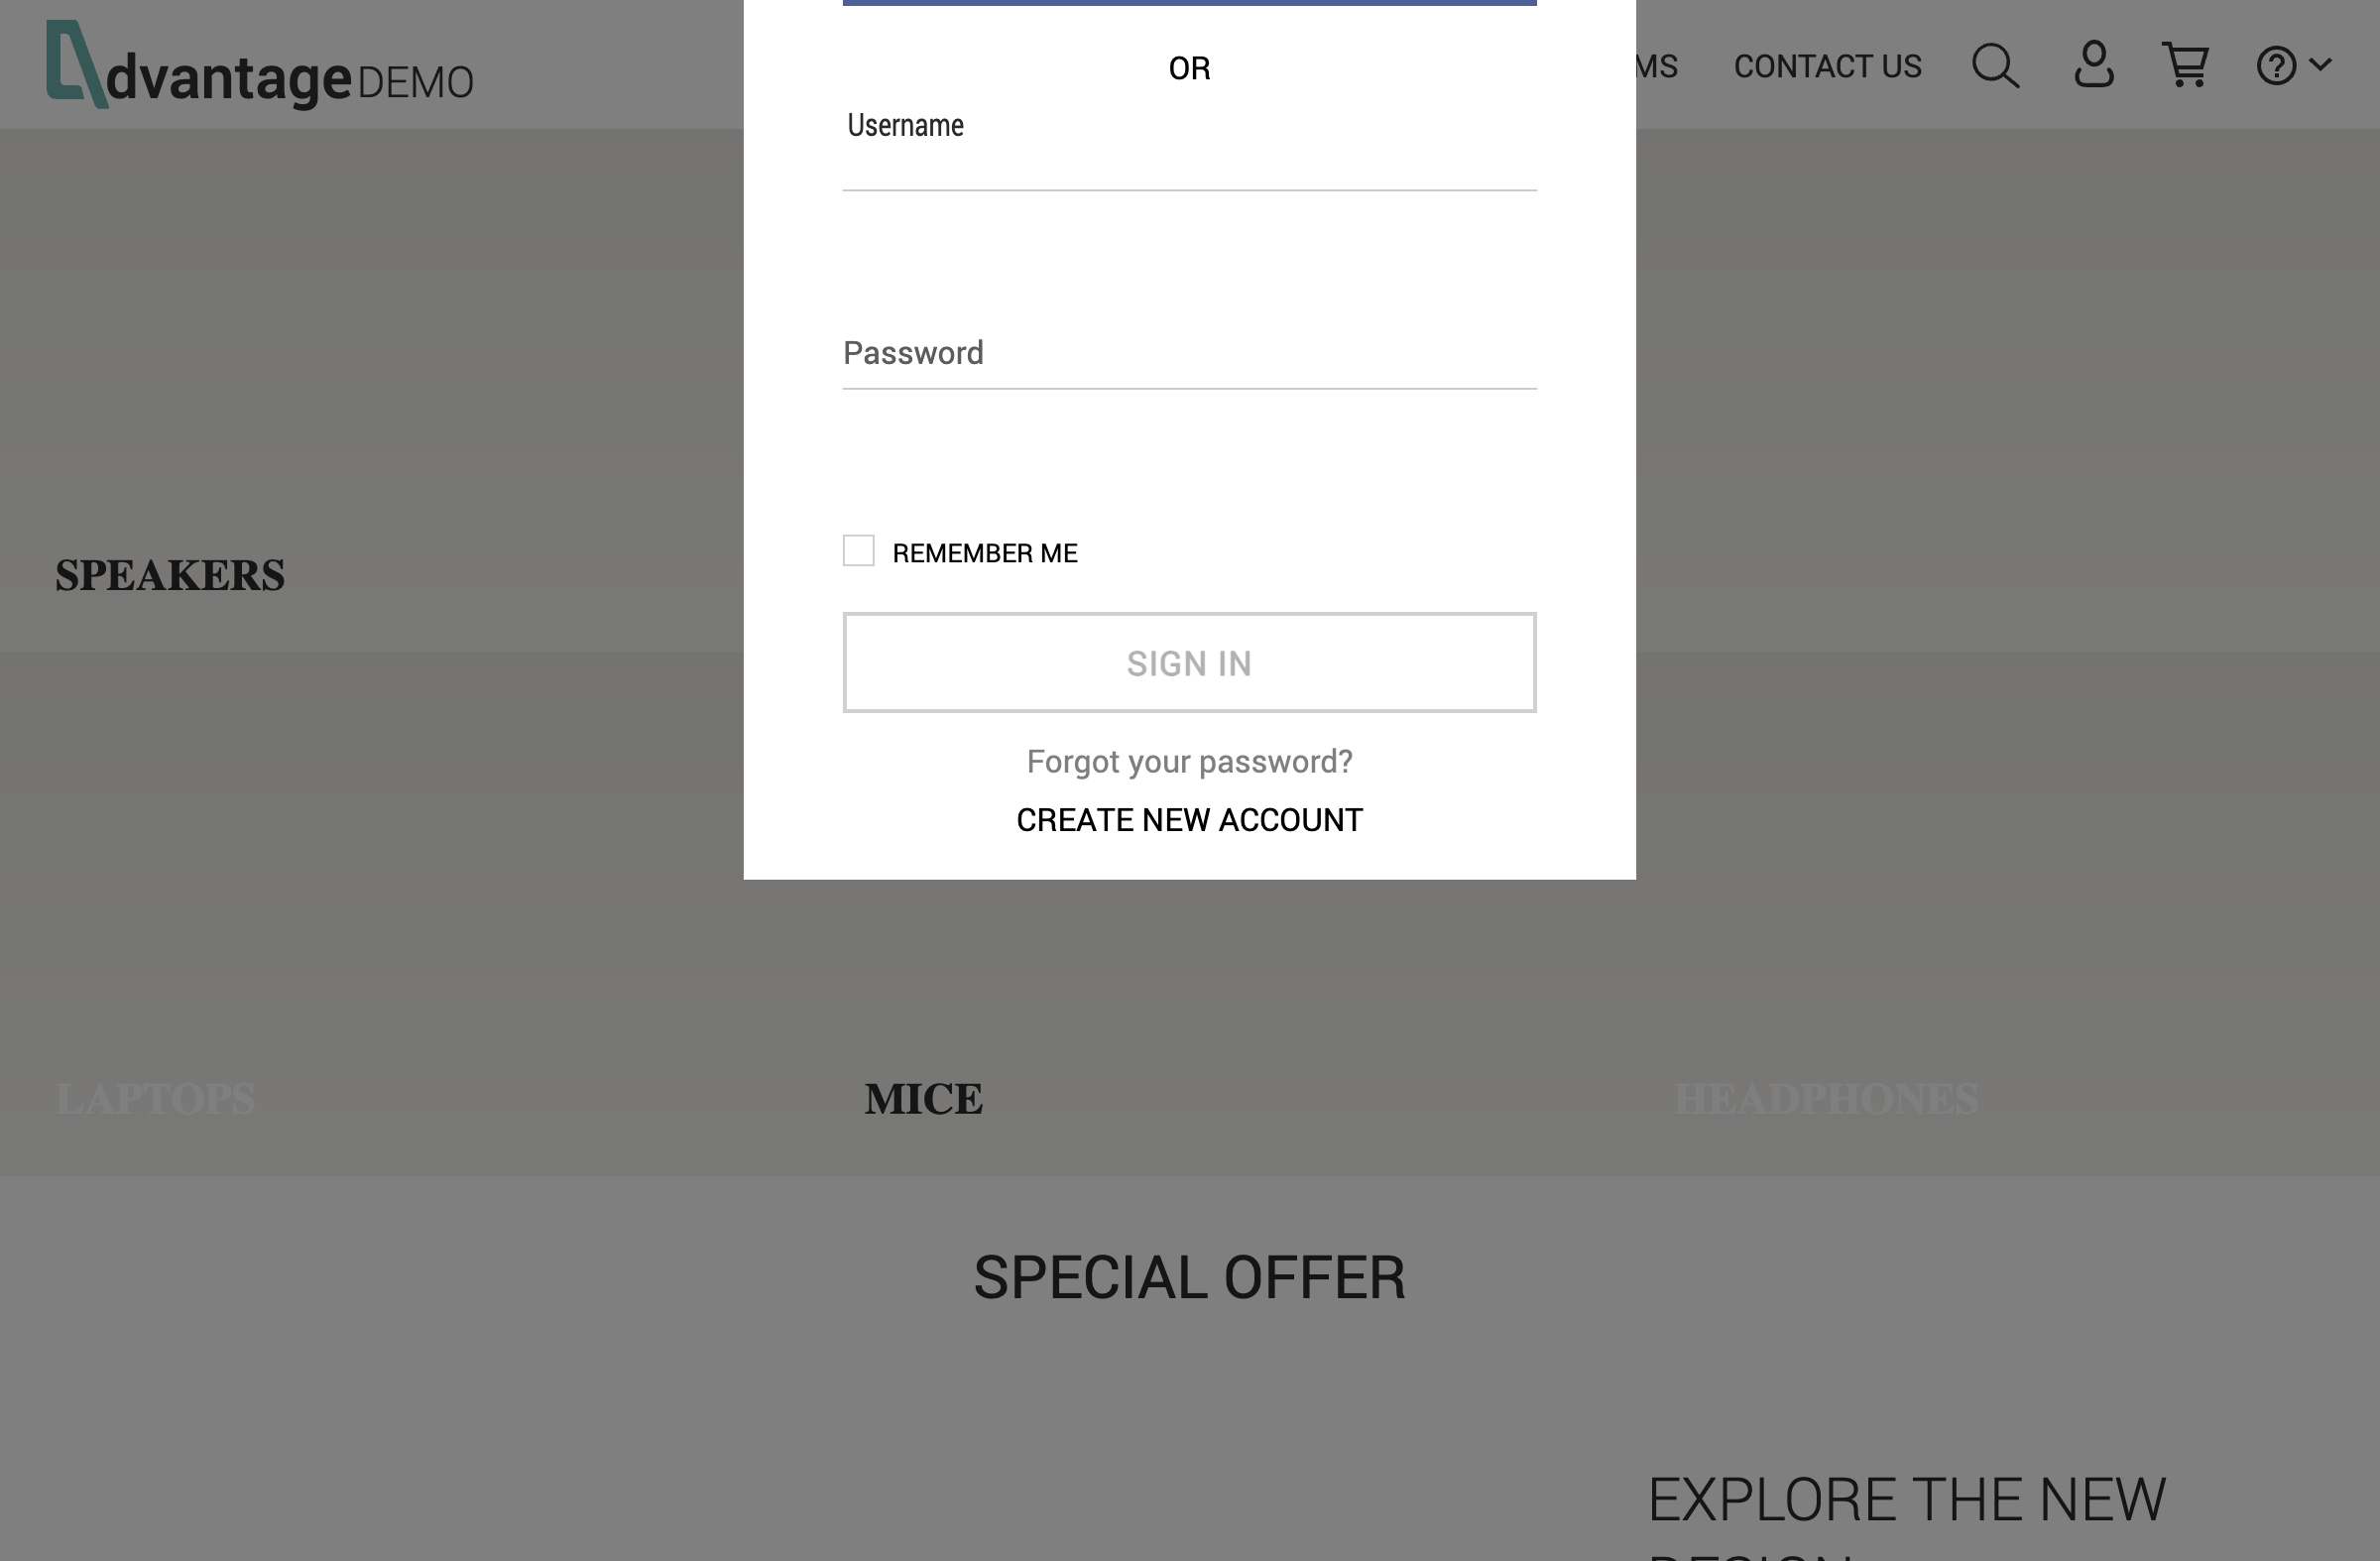 dvantage DEMO
OR
MS
CONTACT US
Username
Password
REMEMBER ME
SPEAKERS
SIGN IN
Forgot your password?
CREATE NEW ACCOUNT
LAPTOPS
MICE
HEADPHONES
SPECIAL OFFER
EXPLORE THE NEW
DESIGN